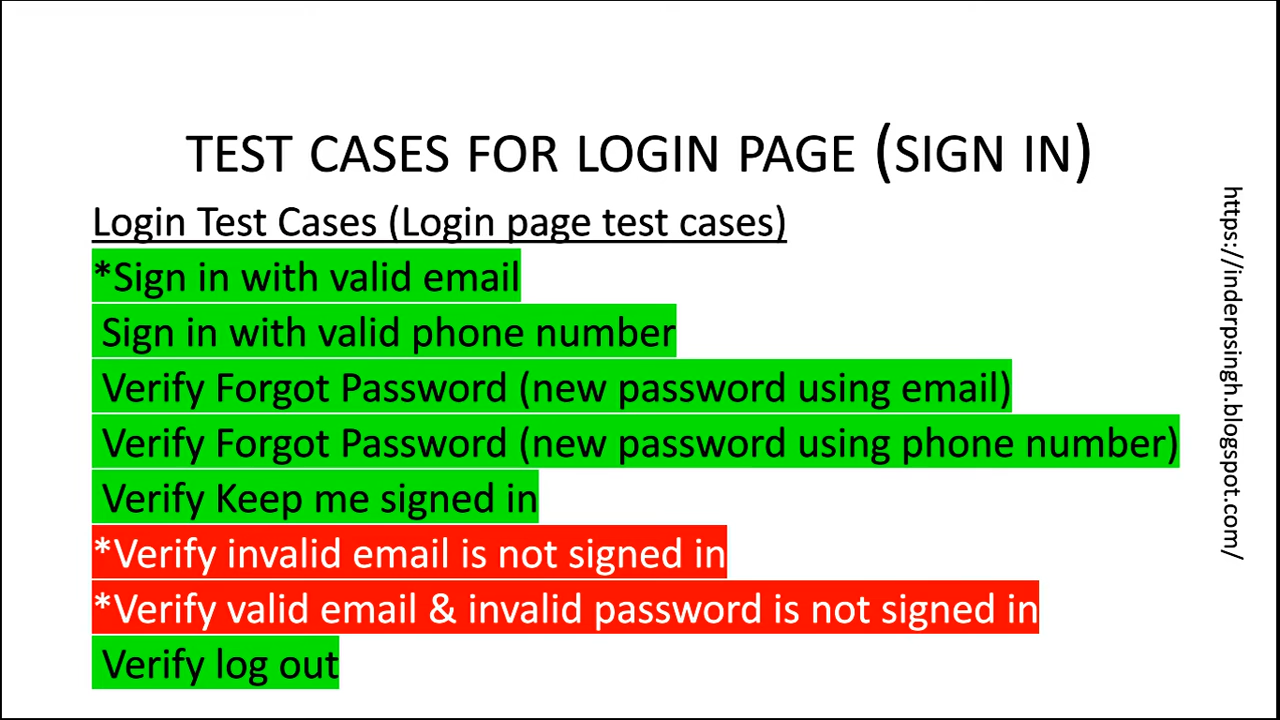 TEST CASES FOR LOGIN PAGE (SIGN IN)
Login Test Cases (Login page test cases)
*Sign in with valid email
Sign in with valid phone number
Verify Forgot Password (new password using email)
Verify Forgot Password (new password using phone number)
Verify Keep me signed in
*Verify invalid email is not signed in
*Verify valid email & invalid password is not signed in
Verify log out
https://inderpsingh.blogspot.com/